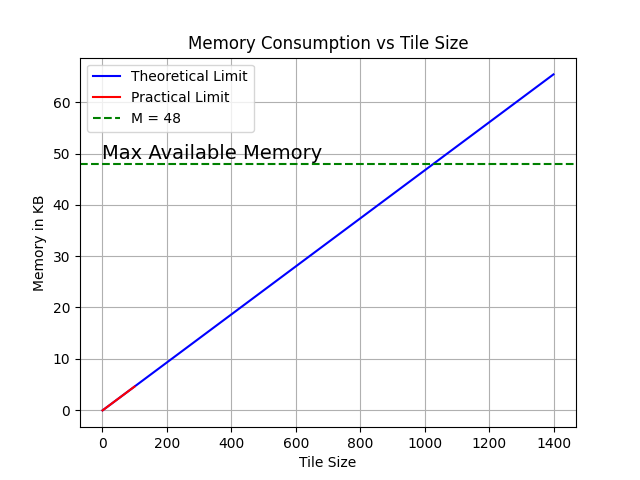 Memory Consumption vs Tile Size
Theoretical Limit
Practical Limit
M = 48
Max Available Memory
Memory in KB
60
50
40
30
20
10
0
0 200 400 600 800 1000 1200 1400
Tile Size